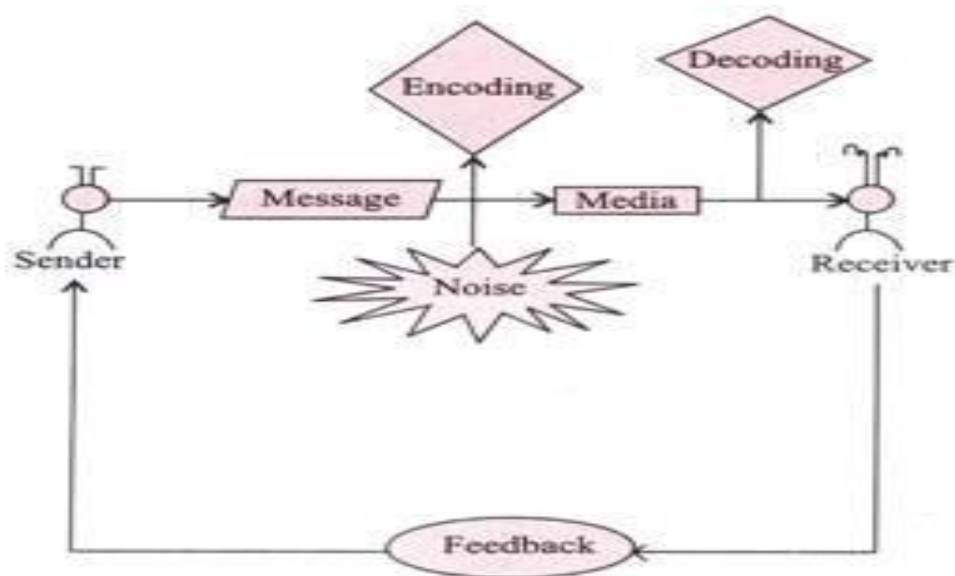 Encoding
Decoding
Message
Media
Sender
Noise
Receiver
Feedback